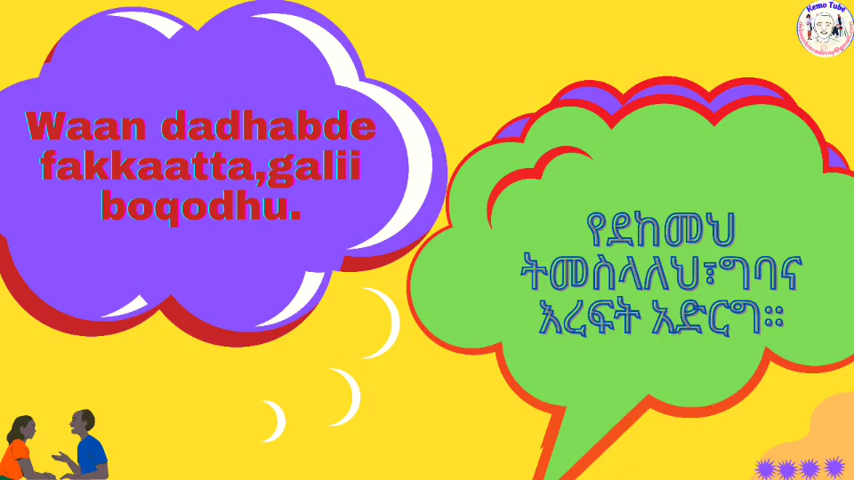 Waan dadhabde
fakkaatta,galii
boqodhu.
የደከመህ
ትመስላለህ፣ግባና
እረፍት አድርግ።
Kemo Tube